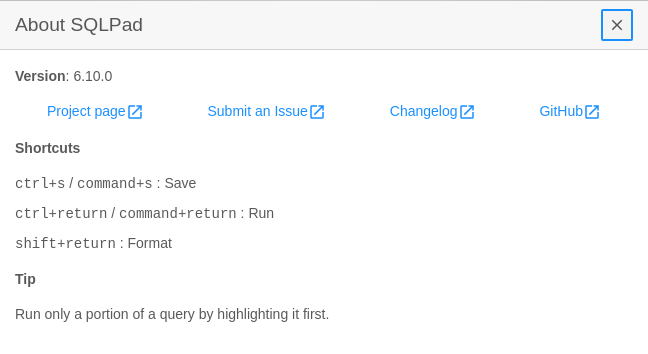 About SQLPad
Version: 6.10.0
Project page Submit an Issue Changelog GitHub
Shortcuts
ctrl+s / command+s : Save
ctrl+return / command+return : Run
shift+return : Format
Tip
Run only a portion of a query by highlighting it first.